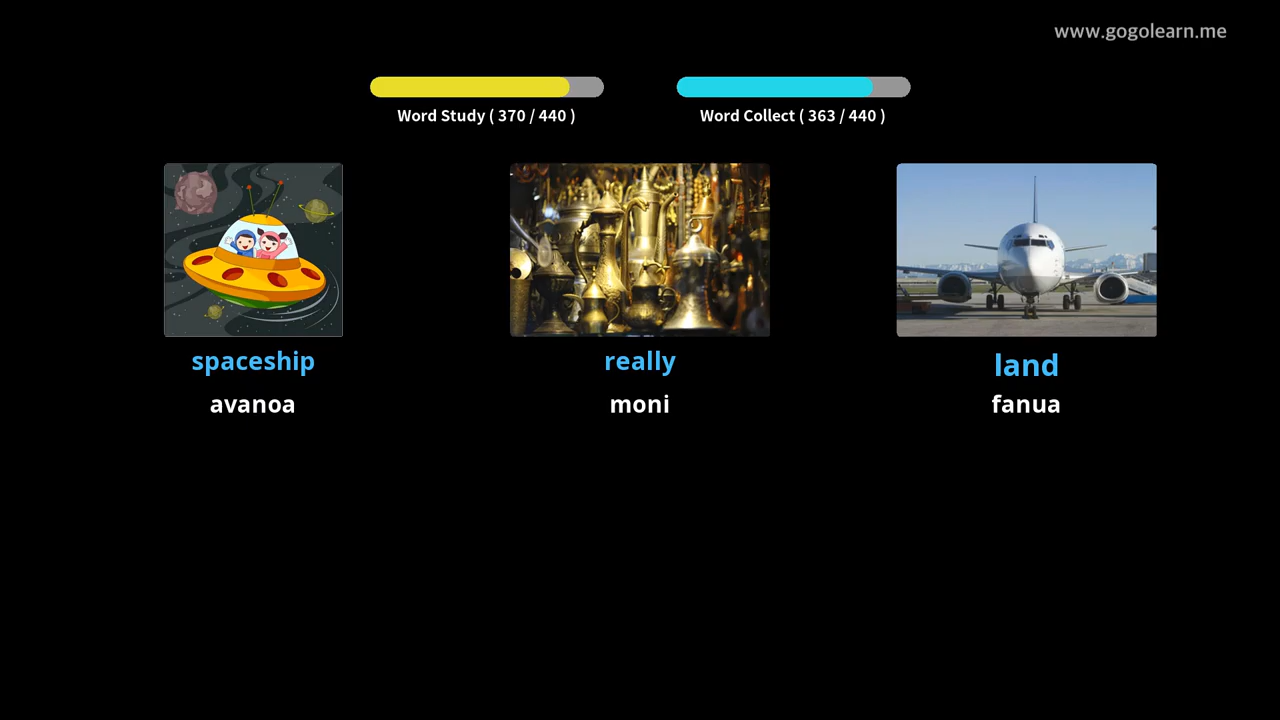 www.gogolearn.me
Word Study ( 370 / 440 )
Word Collect ( 363 / 440 )
spaceship
really
land
avanoa
moni
fanua